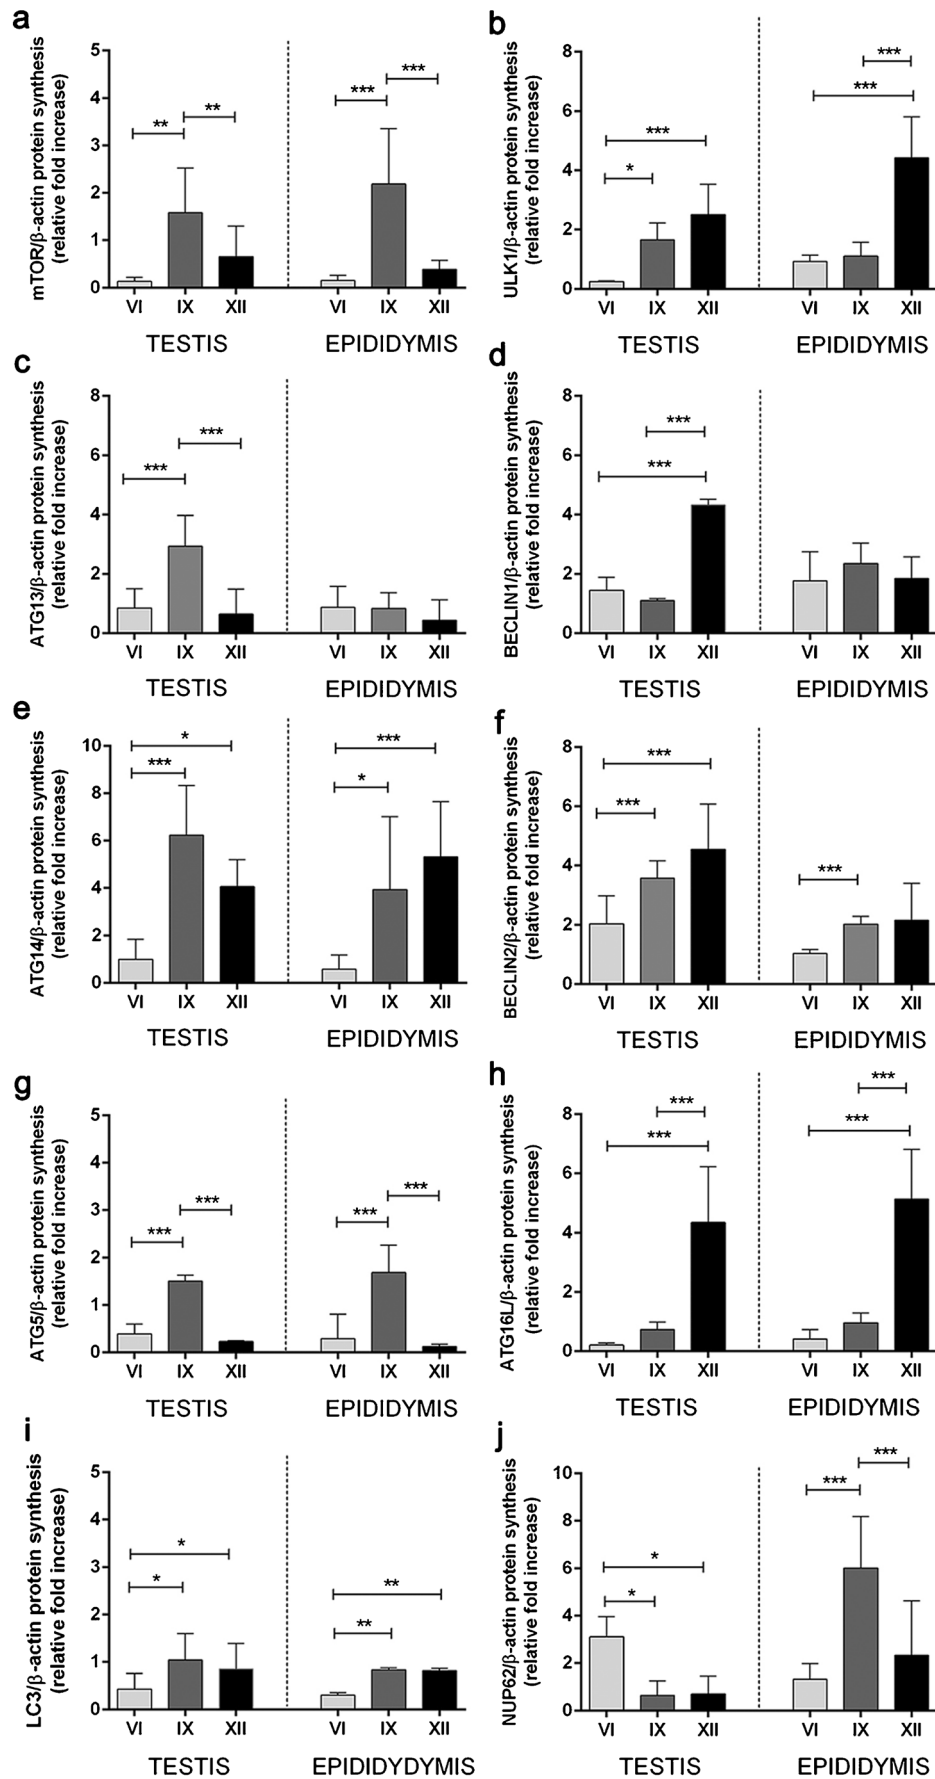 a
mTOR/β-actin protein synthesis
(relative fold increase)
5
4
3
2
1
0
** ** *** ***
VI IX XII VI IX XII
TESTIS EPIDIDYMIS
b
ULK1/β-actin protein synthesis
(relative fold increase)
8
6
4
2
0
* *** *** ***
VI IX XII VI IX XII
TESTIS EPIDIDYMIS
c
ATG13/β-actin protein synthesis
(relative fold increase)
8
6
4
2
0
*** ***
VI IX XII VI IX XII
TESTIS EPIDIDYMIS
d
BECLIN1/β-actin protein synthesis
(relative fold increase)
8
6
4
2
0
*** ***
VI IX XII VI IX XII
TESTIS EPIDIDYMIS
e
ATG14/β-actin protein synthesis
(relative fold increase)
10
8
6
4
2
0
* *** *** *
VI IX XII VI IX XII
TESTIS EPIDIDYMIS
f
BECLIN2/β-actin protein synthesis
(relative fold increase)
8
6
4
2
0
*** *** ***
VI IX XII VI IX XII
TESTIS EPIDIDYMIS
g
ATG5/β-actin protein synthesis
(relative fold increase)
5
4
3
2
1
0
*** *** *** ***
VI IX XII VI IX XII
TESTIS EPIDIDYMIS
h
ATG16L/β-actin protein synthesis
(relative fold increase)
8
6
4
2
0
*** *** *** ***
VI IX XII VI IX XII
TESTIS EPIDIDYMIS
i
LC3/β-actin protein synthesis
(relative fold increase)
5
4
3
2
1
0
* * ** **
VI IX XII VI IX XII
TESTIS EPIDIDYDYMIS
j
NUP62/β-actin protein synthesis
(relative fold increase)
10
8
6
4
2
0
* * *** ***
VI IX XII VI IX XII
TESTIS EPIDIDYMIS